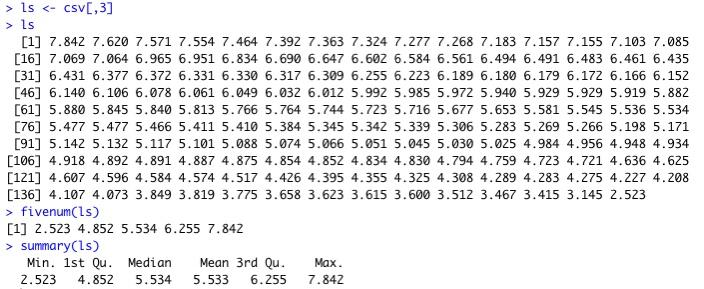 > ls <- csv[,3]
> ls
[1] 7.842 7.620 7.571 7.554 7.464 7.392 7.363 7.324 7.277 7.268 7.183 7.157 7.155 7.103 7.085
[16] 7.069 7.064 6.965 6.951 6.834 6.690 6.647 6.602 6.584 6.561 6.494 6.491 6.483 6.461 6.435
[31] 6.431 6.377 6.372 6.331 6.330 6.317 6.309 6.255 6.223 6.189 6.180 6.179 6.172 6.166 6.152
[46] 6.140 6.106 6.078 6.061 6.049 6.032 6.012 5.992 5.985 5.972 5.940 5.929 5.929 5.919 5.882
[61] 5.880 5.845 5.840 5.813 5.766 5.764 5.744 5.723 5.716 5.677 5.653 5.581 5.545 5.536 5.534
[76] 5.477 5.477 5.466 5.411 5.410 5.384 5.345 5.342 5.339 5.306 5.283 5.269 5.266 5.198 5.171
[91] 5.142 5.132 5.117 5.101 5.088 5.074 5.066 5.051 5.045 5.030 5.025 4.984 4.956 4.948 4.934
[106] 4.918 4.892 4.891 4.887 4.875 4.854 4.852 4.834 4.830 4.794 4.759 4.723 4.721 4.636 4.625
[121] 4.607 4.596 4.584 4.574 4.517 4.426 4.395 4.355 4.325 4.308 4.289 4.283 4.275 4.227 4.208
[136] 4.107 4.073 3.849 3.819 3.775 3.658 3.623 3.615 3.600 3.512 3.467 3.415 3.145 2.523
> fivenum(ls)
[1] 2.523 4.852 5.534 6.255 7.842
> summary(ls)
Min. 1st Qu. Median Mean 3rd Qu. Max.
2.523 4.852 5.534 5.533 6.255 7.842